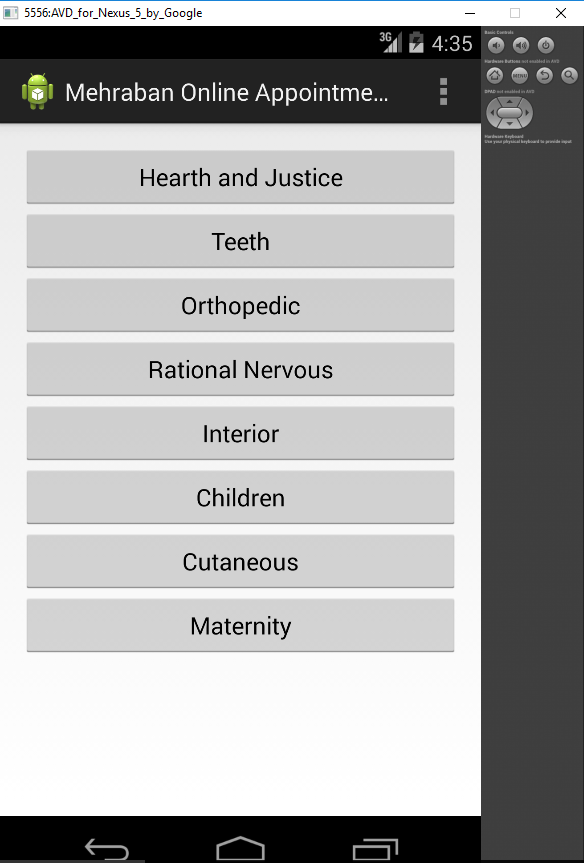 5556:AVD_for_Nexus_5_by_Google
3G 4:35
Mehraban Online Appointme...
Hearth and Justice
Teeth
Orthopedic
Rational Nervous
Interior
Children
Cutaneous
Maternity
Basic Controls
Hardware Buttons not enabled in AVD
MENU
DPAD not enabled in AVD
Hardware Keyboard
Use your physical keyboard to provide input